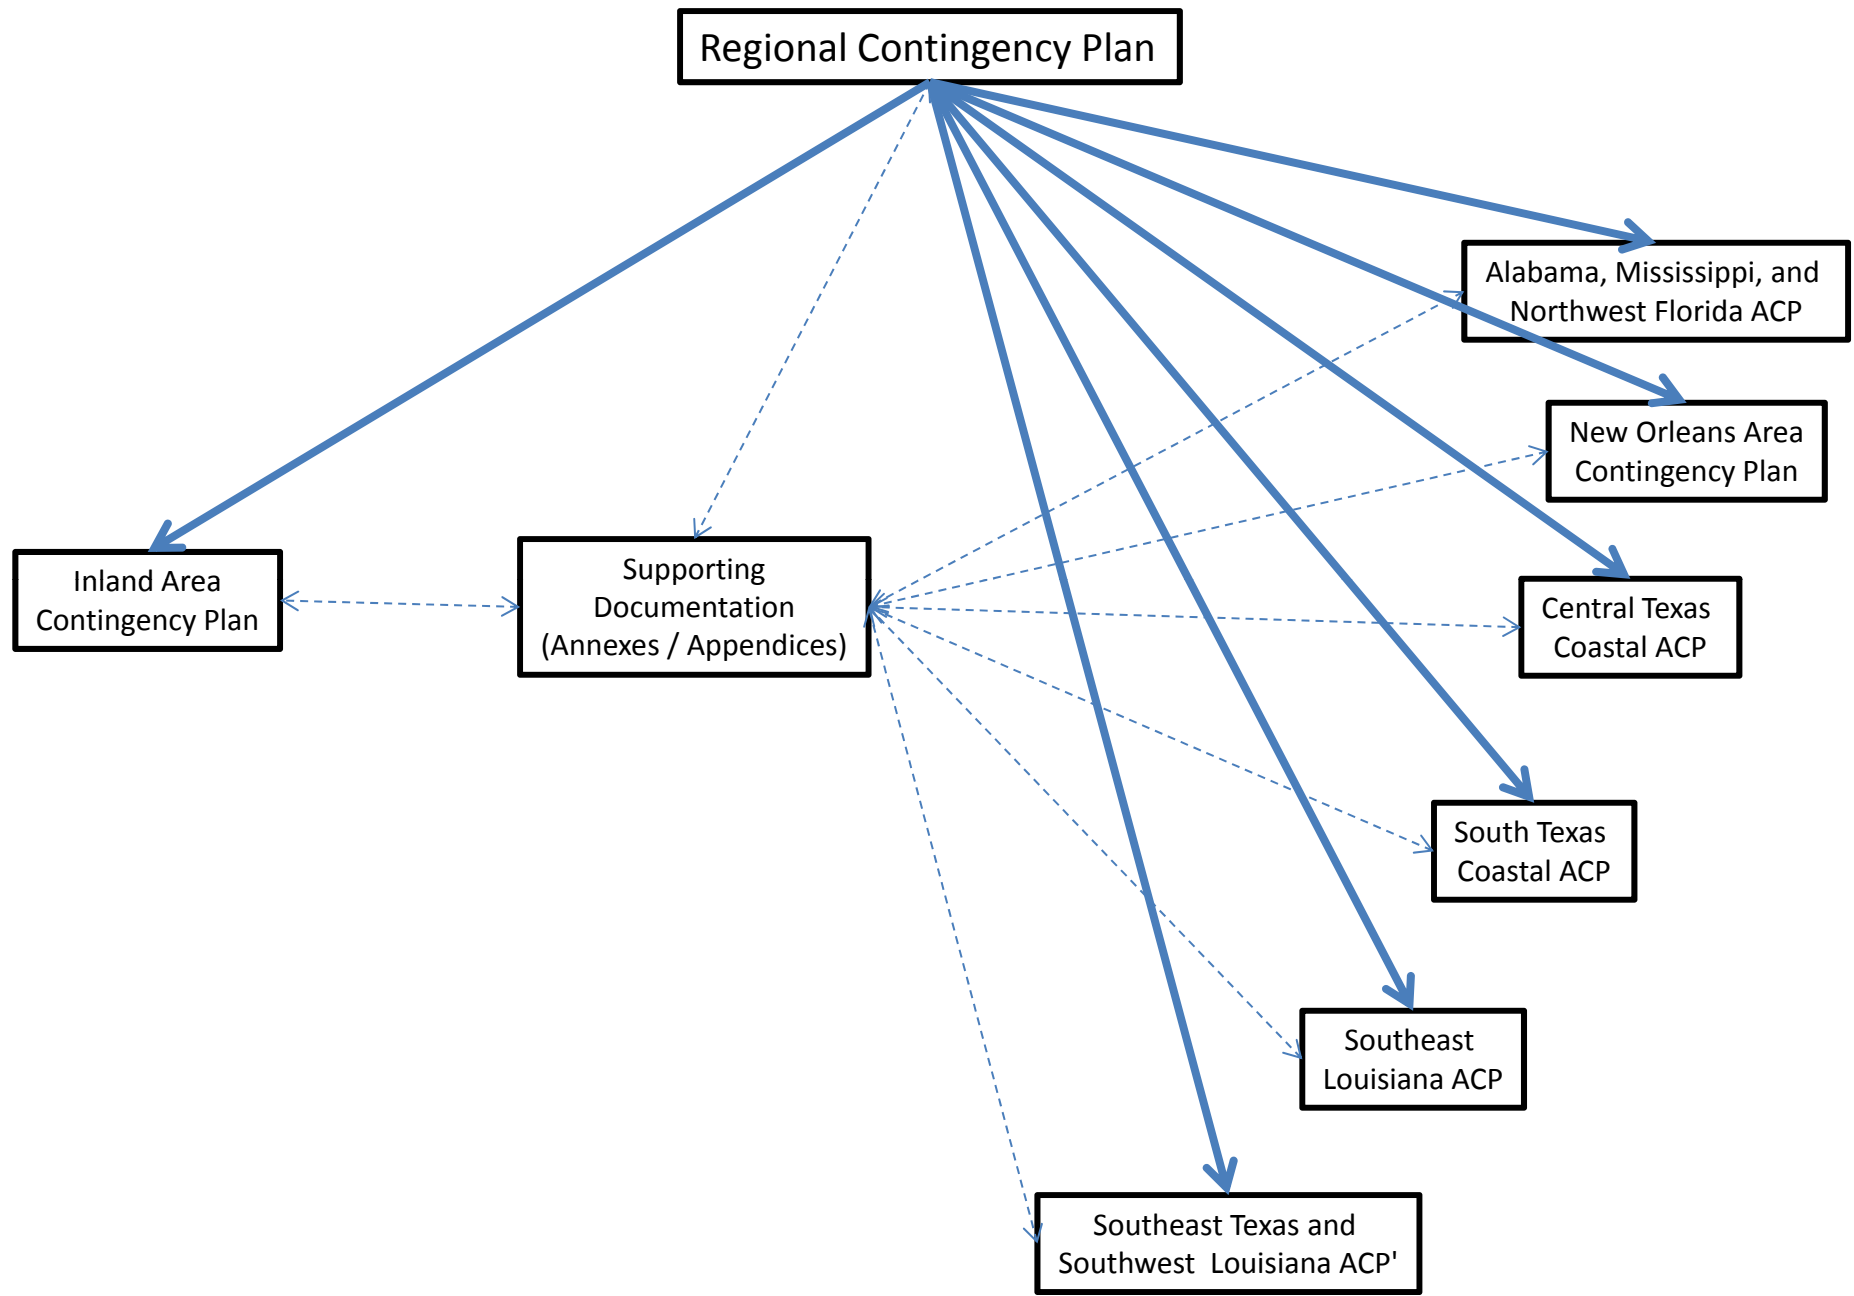 Regional Contingency Plan
Alabama, Mississippi, and
Northwest Florida ACP
New Orleans Area
Contingency Plan
Inland Area
Contingency Plan
Supporting
Documentation
(Annexes / Appendices)
Central Texas
Coastal ACP
South Texas
Coastal ACP
Southeast
Louisiana ACP
Southeast Texas and
Southwest  Louisiana ACP'